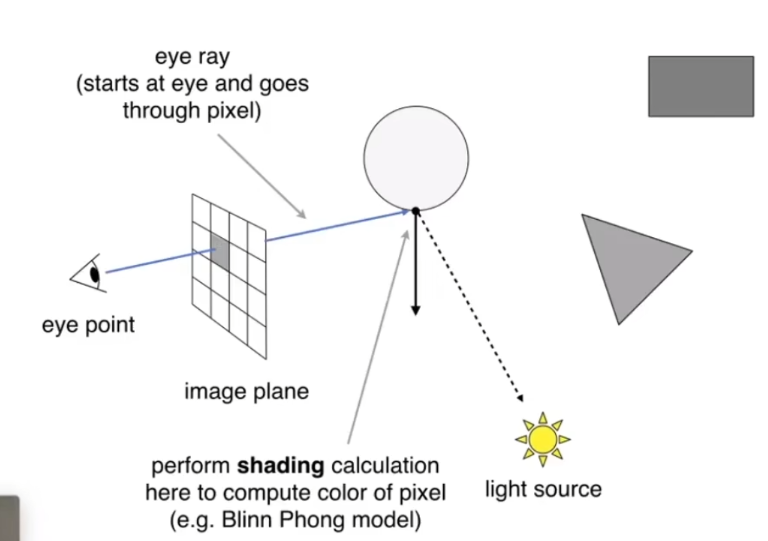 eye ray
(starts at eye and goes
through pixel)
eye point
image plane
perform shading calculation
here to compute color of pixel
(e.g. Blinn Phong model)
light source